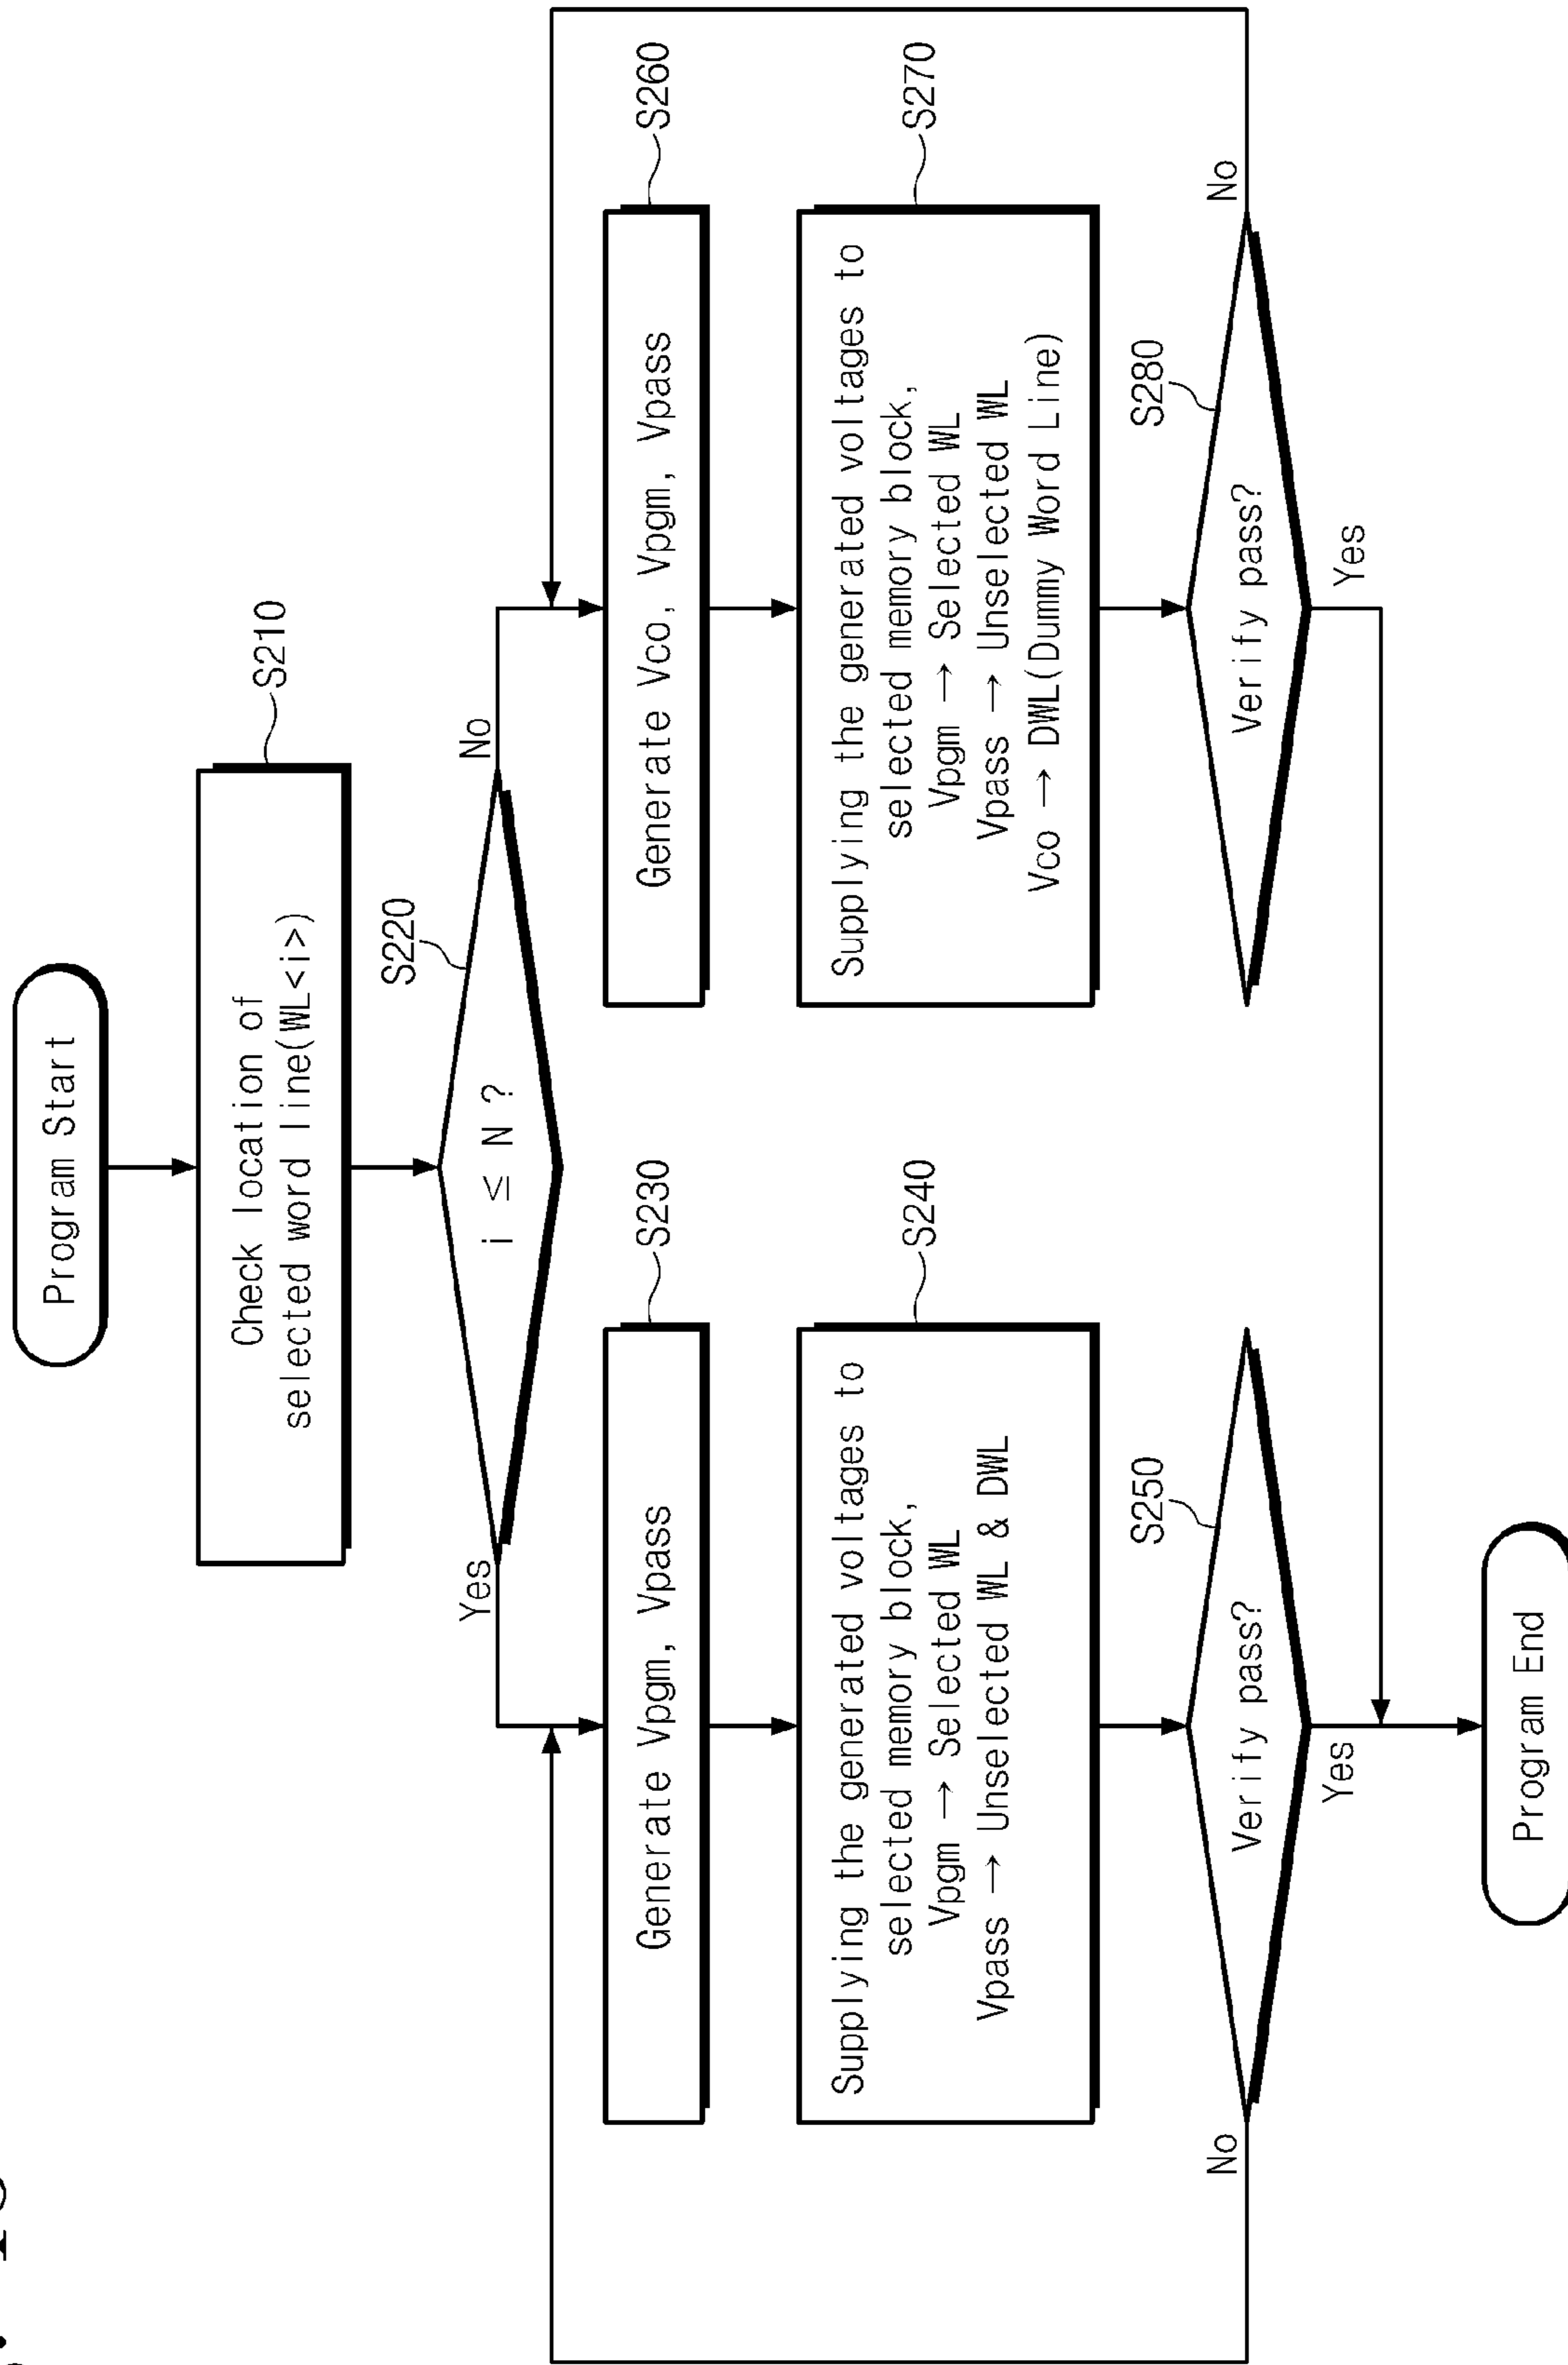 Program Start
Check location of
selected word line(WL<i>)
S210
i ≤ N ?
S220
Yes
No
Generate Vpgm, Vpass
S230
Supplying the generated voltages to
selected memory block,
Vpgm → Selected WL
Vpass → Unselected WL & DWL
S240
Verify pass?
S250
No
Yes
Generate Vco, Vpgm, Vpass
S260
Supplying the generated voltages to
selected memory block,
Vpgm → Selected WL
Vpass → Unselected WL
Vco → DWL(Dummy Word Line)
S270
Verify pass?
S280
No
Yes
Program End